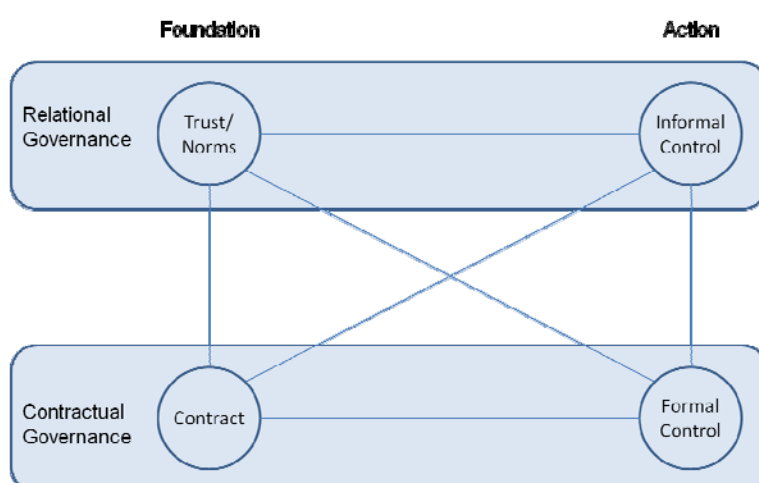 Foundation
Action
Relational
Governance
Trust/
Norms
Informal
Control
Contractual
Governance
Contract
Formal
Control